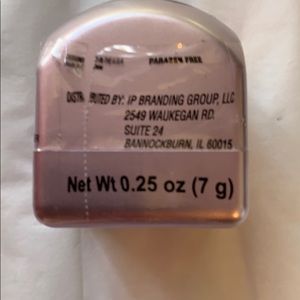 PARABEN FREE
BY: IP BRANDING GROUP, LLC
2549 WAUKEGAN RD.
SUITE 24
BANNOCKBURN, IL 60015
Net Wt 0.25 oz (7 g)